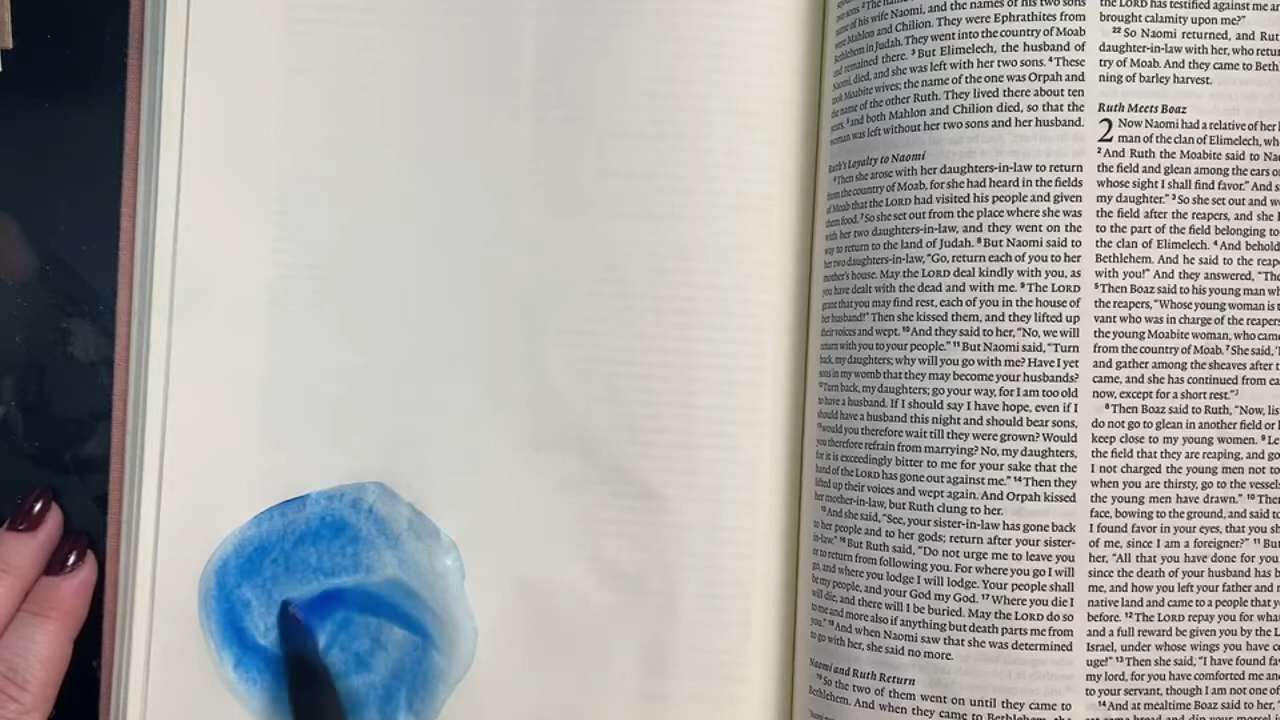 two sons. ² The name
name of his wife Naomi, and the names of his two sons
were Mahlon and Chilion. They were Ephrathites from
Bethlehem in Judah. They went into the country of Moab
and remained there. ³ But Elimelech, the husband of
Naomi, died, and she was left with her two sons. ⁴ These
took Moabite wives; the name of the one was Orpah and
the name of the other Ruth. They lived there about ten
years, ⁵ and both Mahlon and Chilion died, so that the
woman was left without her two sons and her husband.
Ruth's Loyalty to Naomi
⁶ Then she arose with her daughters-in-law to return
from the country of Moab, for she had heard in the fields
of Moab that the LORD had visited his people and given
them food. ⁷ So she set out from the place where she was
with her two daughters-in-law, and they went on the
way to return to the land of Judah. ⁸ But Naomi said to
her two daughters-in-law, “Go, return each of you to her
mother's house. May the LORD deal kindly with you, as
you have dealt with the dead and with me. ⁹ The LORD
grant that you may find rest, each of you in the house of
her husband!” Then she kissed them, and they lifted up
their voices and wept. ¹⁰ And they said to her, “No, we will
return with you to your people.” ¹¹ But Naomi said, “Turn
back, my daughters; why will you go with me? Have I yet
sons in my womb that they may become your husbands?
¹² Turn back, my daughters; go your way, for I am too old
to have a husband. If I should say I have hope, even if I
should have a husband this night and should bear sons,
¹³ would you therefore wait till they were grown? Would
you therefore refrain from marrying? No, my daughters,
for it is exceedingly bitter to me for your sake that the
hand of the LORD has gone out against me.” ¹⁴ Then they
lifted up their voices and wept again. And Orpah kissed
her mother-in-law, but Ruth clung to her.
¹⁵ And she said, “See, your sister-in-law has gone back
to her people and to her gods; return after your sister-
in-law.” ¹⁶ But Ruth said, “Do not urge me to leave you
or to return from following you. For where you go I will
go, and where you lodge I will lodge. Your people shall
be my people, and your God my God. ¹⁷ Where you die I
will die, and there will I be buried. May the LORD do so
to me and more also if anything but death parts me from
you.” ¹⁸ And when Naomi saw that she was determined
to go with her, she said no more.
Naomi and Ruth Return
¹⁹ So the two of them went on until they came to
Bethlehem. And when they came to Bethlehem, the
the LORD has testified against me an
brought calamity upon me?”
²² So Naomi returned, and Rut
daughter-in-law with her, who retur
try of Moab. And they came to Beth
ning of barley harvest.
Ruth Meets Boaz
2 Now Naomi had a relative of her
man of the clan of Elimelech, wh
² And Ruth the Moabite said to Na
the field and glean among the ears o
whose sight I shall find favor.” And s
my daughter.” ³ So she set out and we
the field after the reapers, and she
to the part of the field belonging to
the clan of Elimelech. ⁴ And behold
Bethlehem. And he said to the reap
with you!” And they answered, “The
⁵ Then Boaz said to his young man wh
the reapers, “Whose young woman is t
vant who was in charge of the reapers
the young Moabite woman, who came
from the country of Moab. ⁷ She said, ‘
and gather among the sheaves after t
came, and she has continued from ea
now, except for a short rest.”
⁸ Then Boaz said to Ruth, “Now, lis
do not go to glean in another field or l
keep close to my young women. ⁹ Le
the field that they are reaping, and go
I not charged the young men not to
when you are thirsty, go to the vessels
the young men have drawn.” ¹⁰ Then
face, bowing to the ground, and said to
I found favor in your eyes, that you sh
of me, since I am a foreigner?” ¹¹ But
her, “All that you have done for you
since the death of your husband has b
me, and how you left your father and m
native land and came to a people that y
before. ¹² The LORD repay you for wha
and a full reward be given you by the L
Israel, under whose wings you have c
uge!” ¹³ Then she said, “I have found fa
my lord, for you have comforted me and
to your servant, though I am not one of
¹⁴ And at mealtime Boaz said to her,